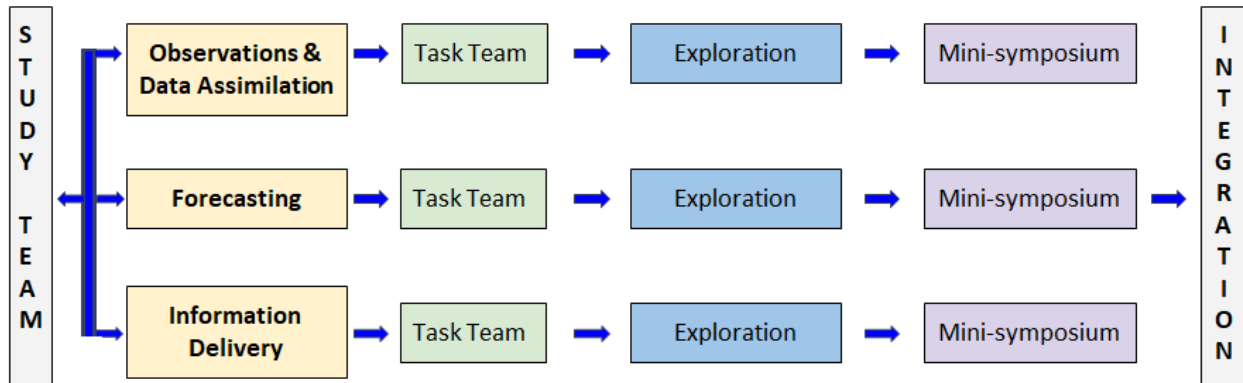 STUDY TEAM
Observations &
Data Assimilation
Task Team
Exploration
Mini-symposium
Forecasting
Task Team
Exploration
Mini-symposium
Information
Delivery
Task Team
Exploration
Mini-symposium
INTEGRATION